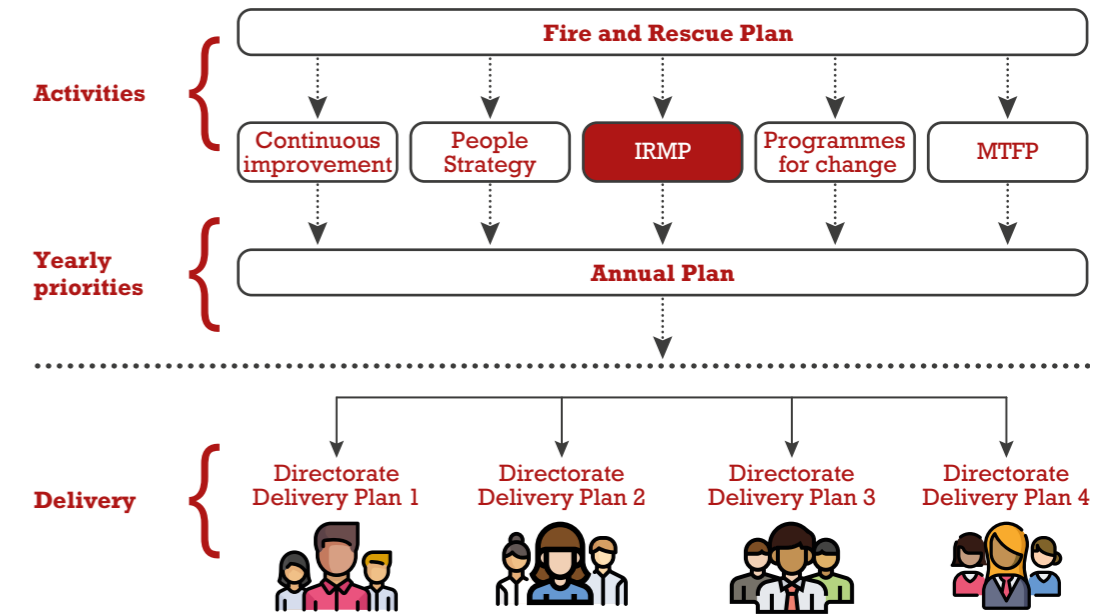 Fire and Rescue Plan
Activities
Continuous
improvement
People
Strategy
IRMP
Programmes
for change
MTFP
Yearly
priorities
Annual Plan
Delivery
Directorate
Delivery Plan 1
Directorate
Delivery Plan 2
Directorate
Delivery Plan 3
Directorate
Delivery Plan 4